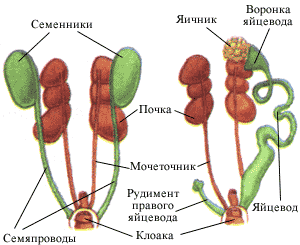 Семенники
Яичник
Воронка
яйцевода
Почка
Мочеточник
Рудимент
правого
яйцевода
Яйцевод
Семяпроводы
Клоака